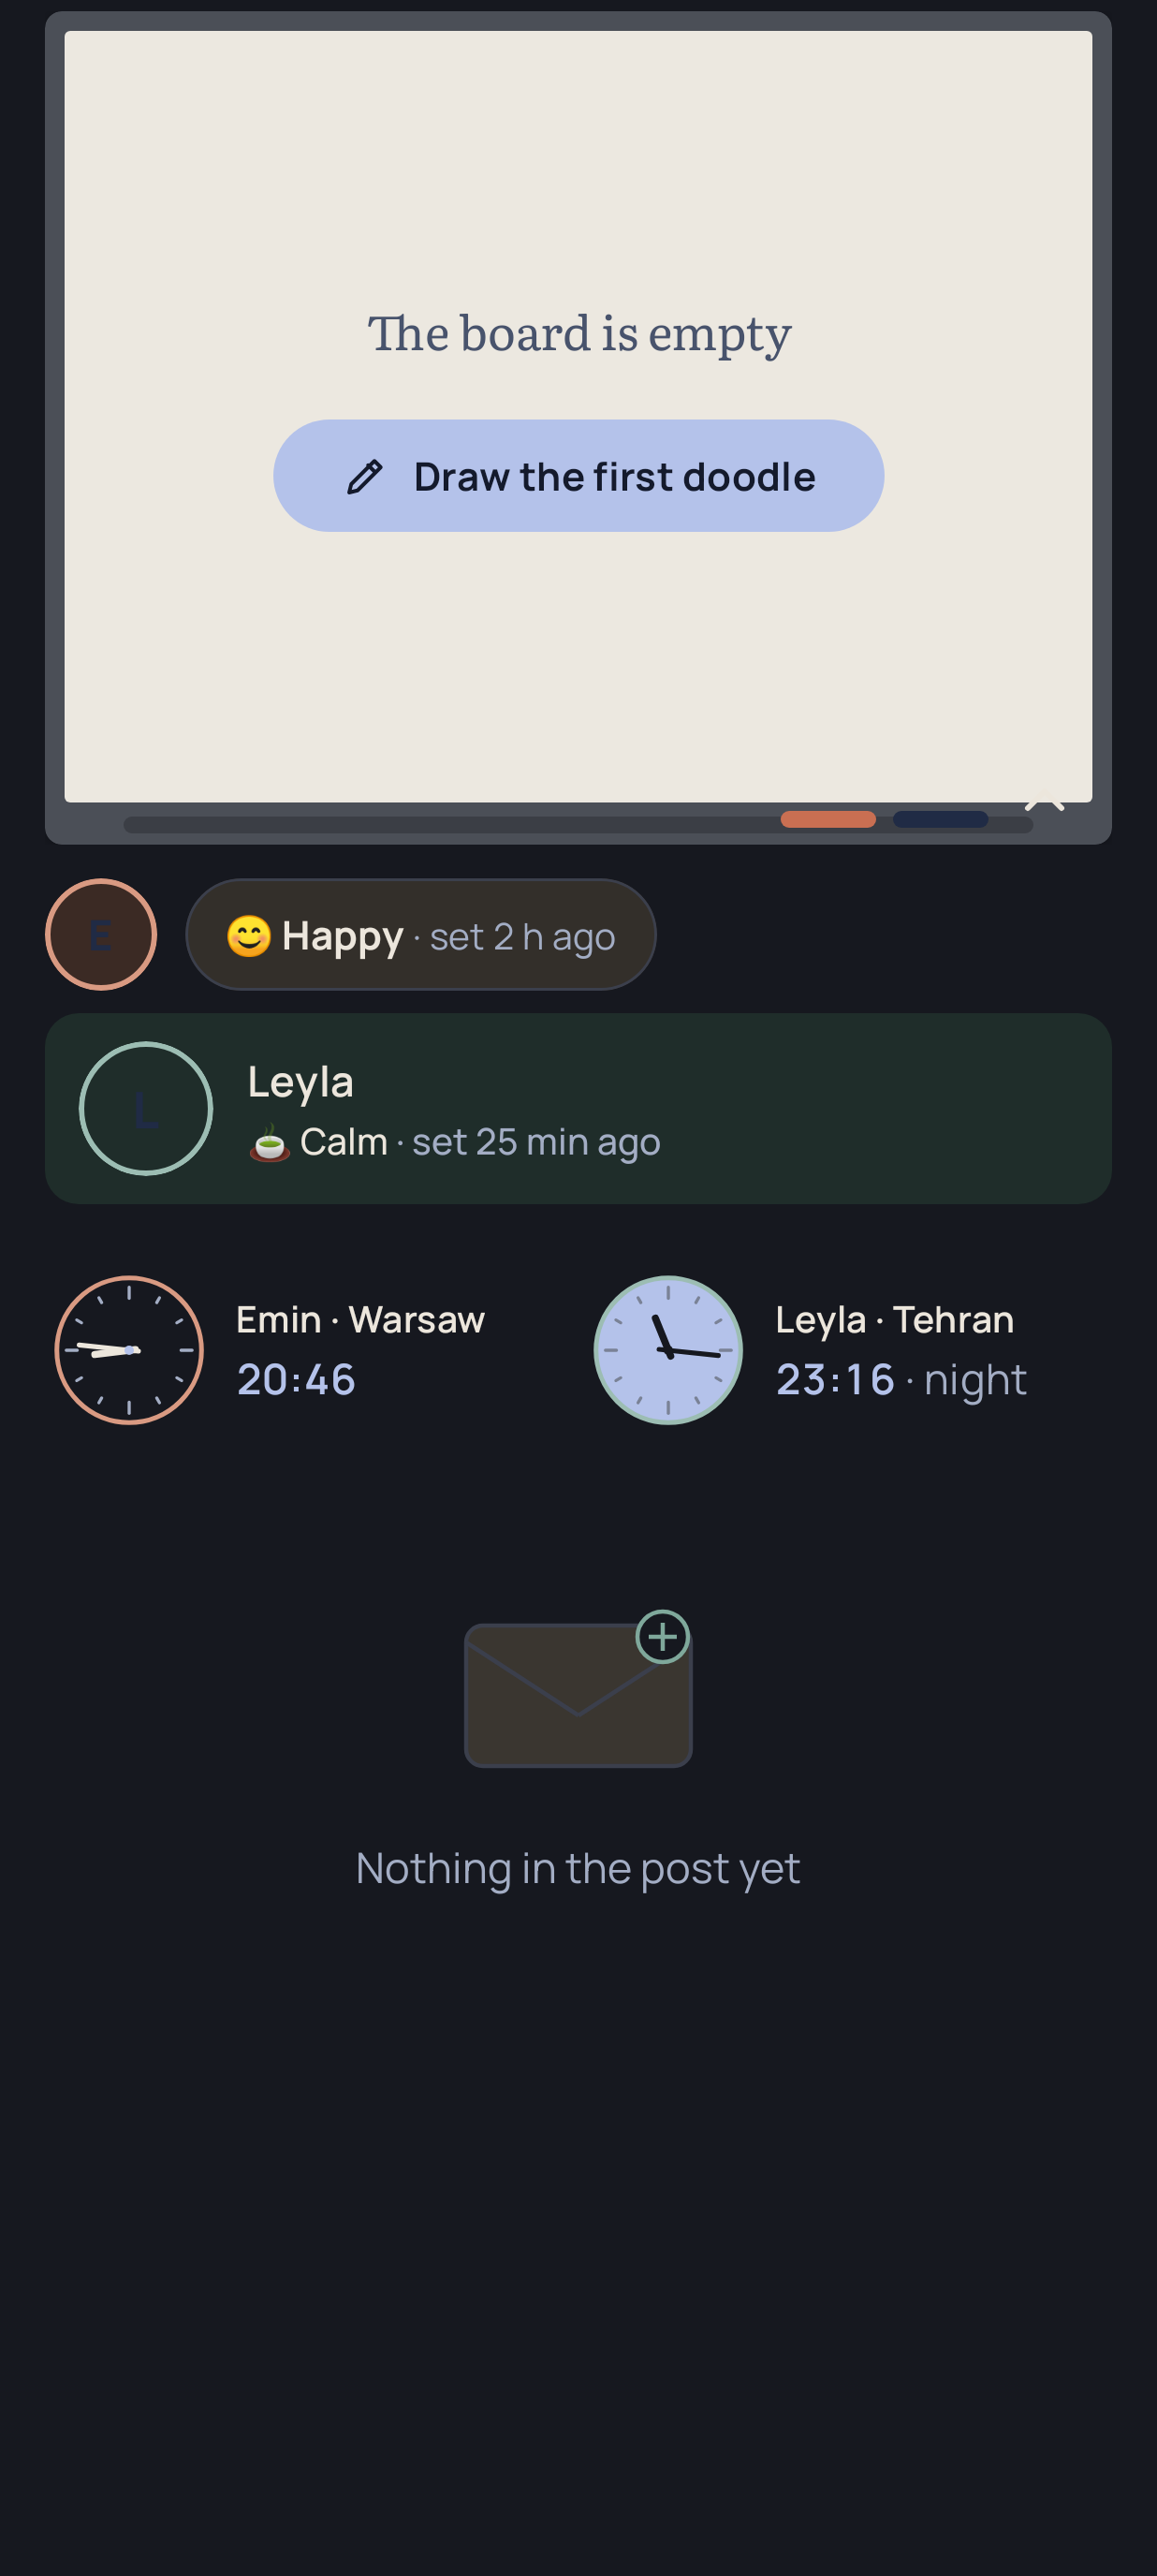 The board is empty
Draw the first doodle
E
😊 Happy · set 2 h ago
L
Leyla
🍵 Calm · set 25 min ago
Emin · Warsaw
20:46
Leyla · Tehran
23:16 · night
Nothing in the post yet